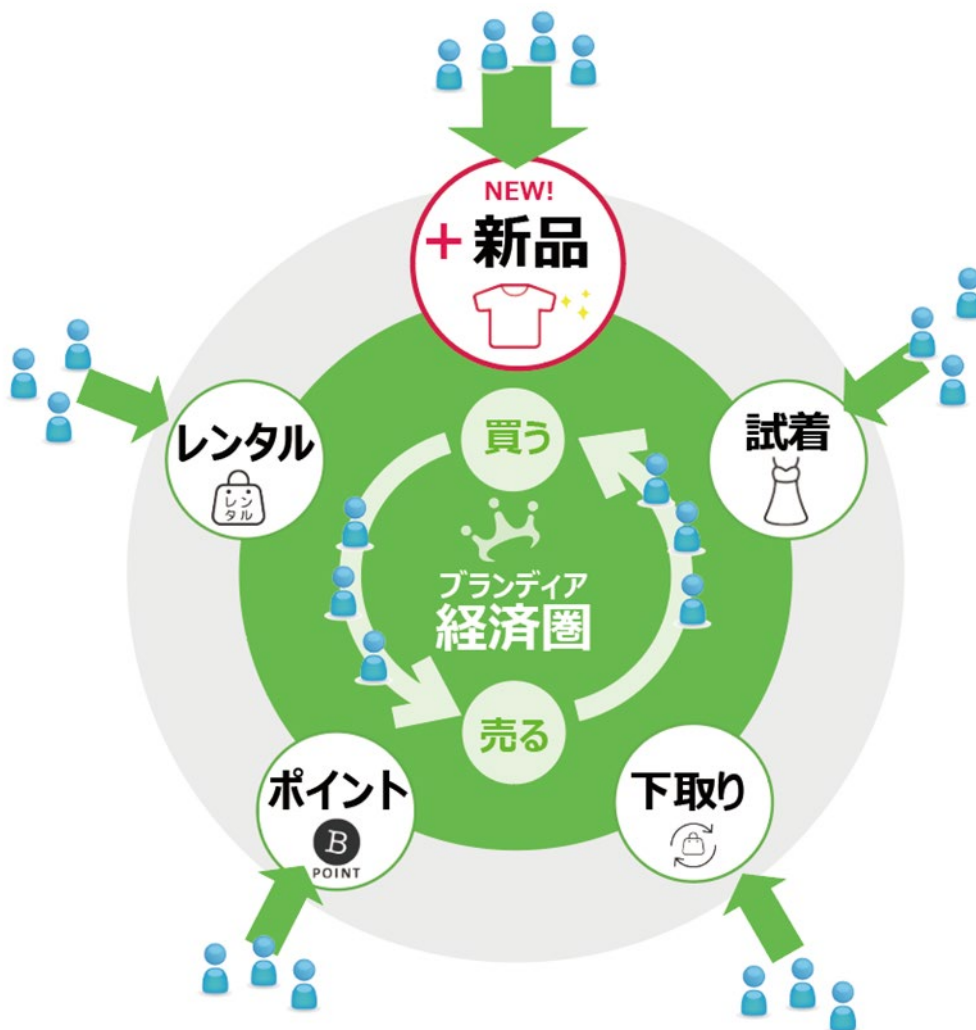 NEW!
+新品
レンタル
レン
タル
試着
買う
ブランディア
経済圏
売る
ポイント
B
POINT
下取り